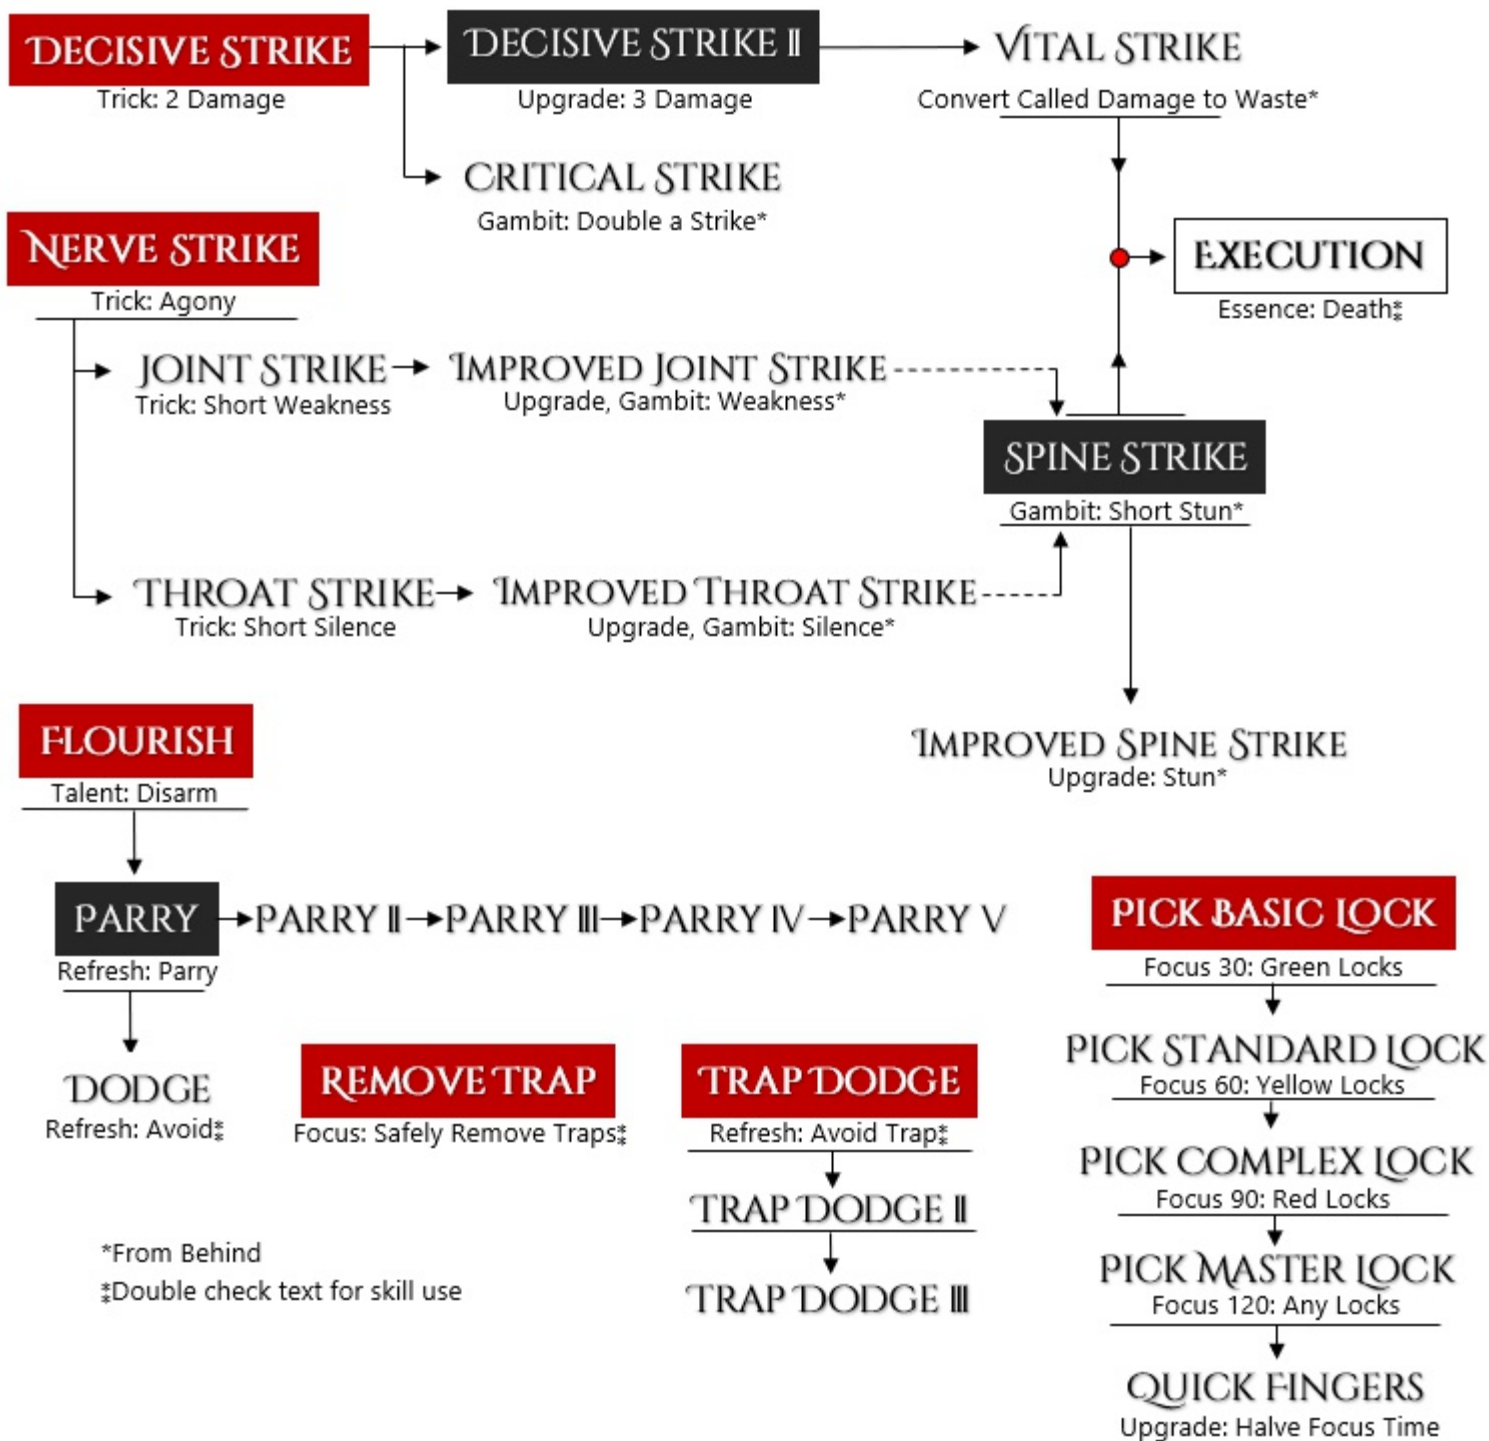 DECISIVE STRIKE
Trick: 2 Damage
DECISIVE STRIKE II
Upgrade: 3 Damage
VITAL STRIKE
Convert Called Damage to Waste*
CRITICAL STRIKE
Gambit: Double a Strike*
NERVE STRIKE
Trick: Agony
EXECUTION
Essence: Death⁑
JOINT STRIKE
Trick: Short Weakness
IMPROVED JOINT STRIKE
Upgrade, Gambit: Weakness*
SPINE STRIKE
Gambit: Short Stun*
THROAT STRIKE
Trick: Short Silence
IMPROVED THROAT STRIKE
Upgrade, Gambit: Silence*
IMPROVED SPINE STRIKE
Upgrade: Stun*
FLOURISH
Talent: Disarm
PARRY
Refresh: Parry
PARRY II
PARRY III
PARRY IV
PARRY V
DODGE
Refresh: Avoid⁑
REMOVE TRAP
Focus: Safely Remove Traps⁑
TRAP DODGE
Refresh: Avoid Trap⁑
TRAP DODGE II
TRAP DODGE III
PICK BASIC LOCK
Focus 30: Green Locks
PICK STANDARD LOCK
Focus 60: Yellow Locks
PICK COMPLEX LOCK
Focus 90: Red Locks
PICK MASTER LOCK
Focus 120: Any Locks
QUICK FINGERS
Upgrade: Halve Focus Time
*From Behind
⁑Double check text for skill use